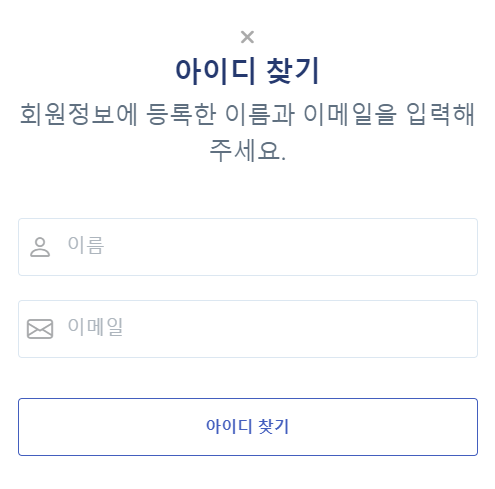 아이디 찾기
회원정보에 등록한 이름과 이메일을 입력해
주세요.
이름
이메일
아이디 찾기